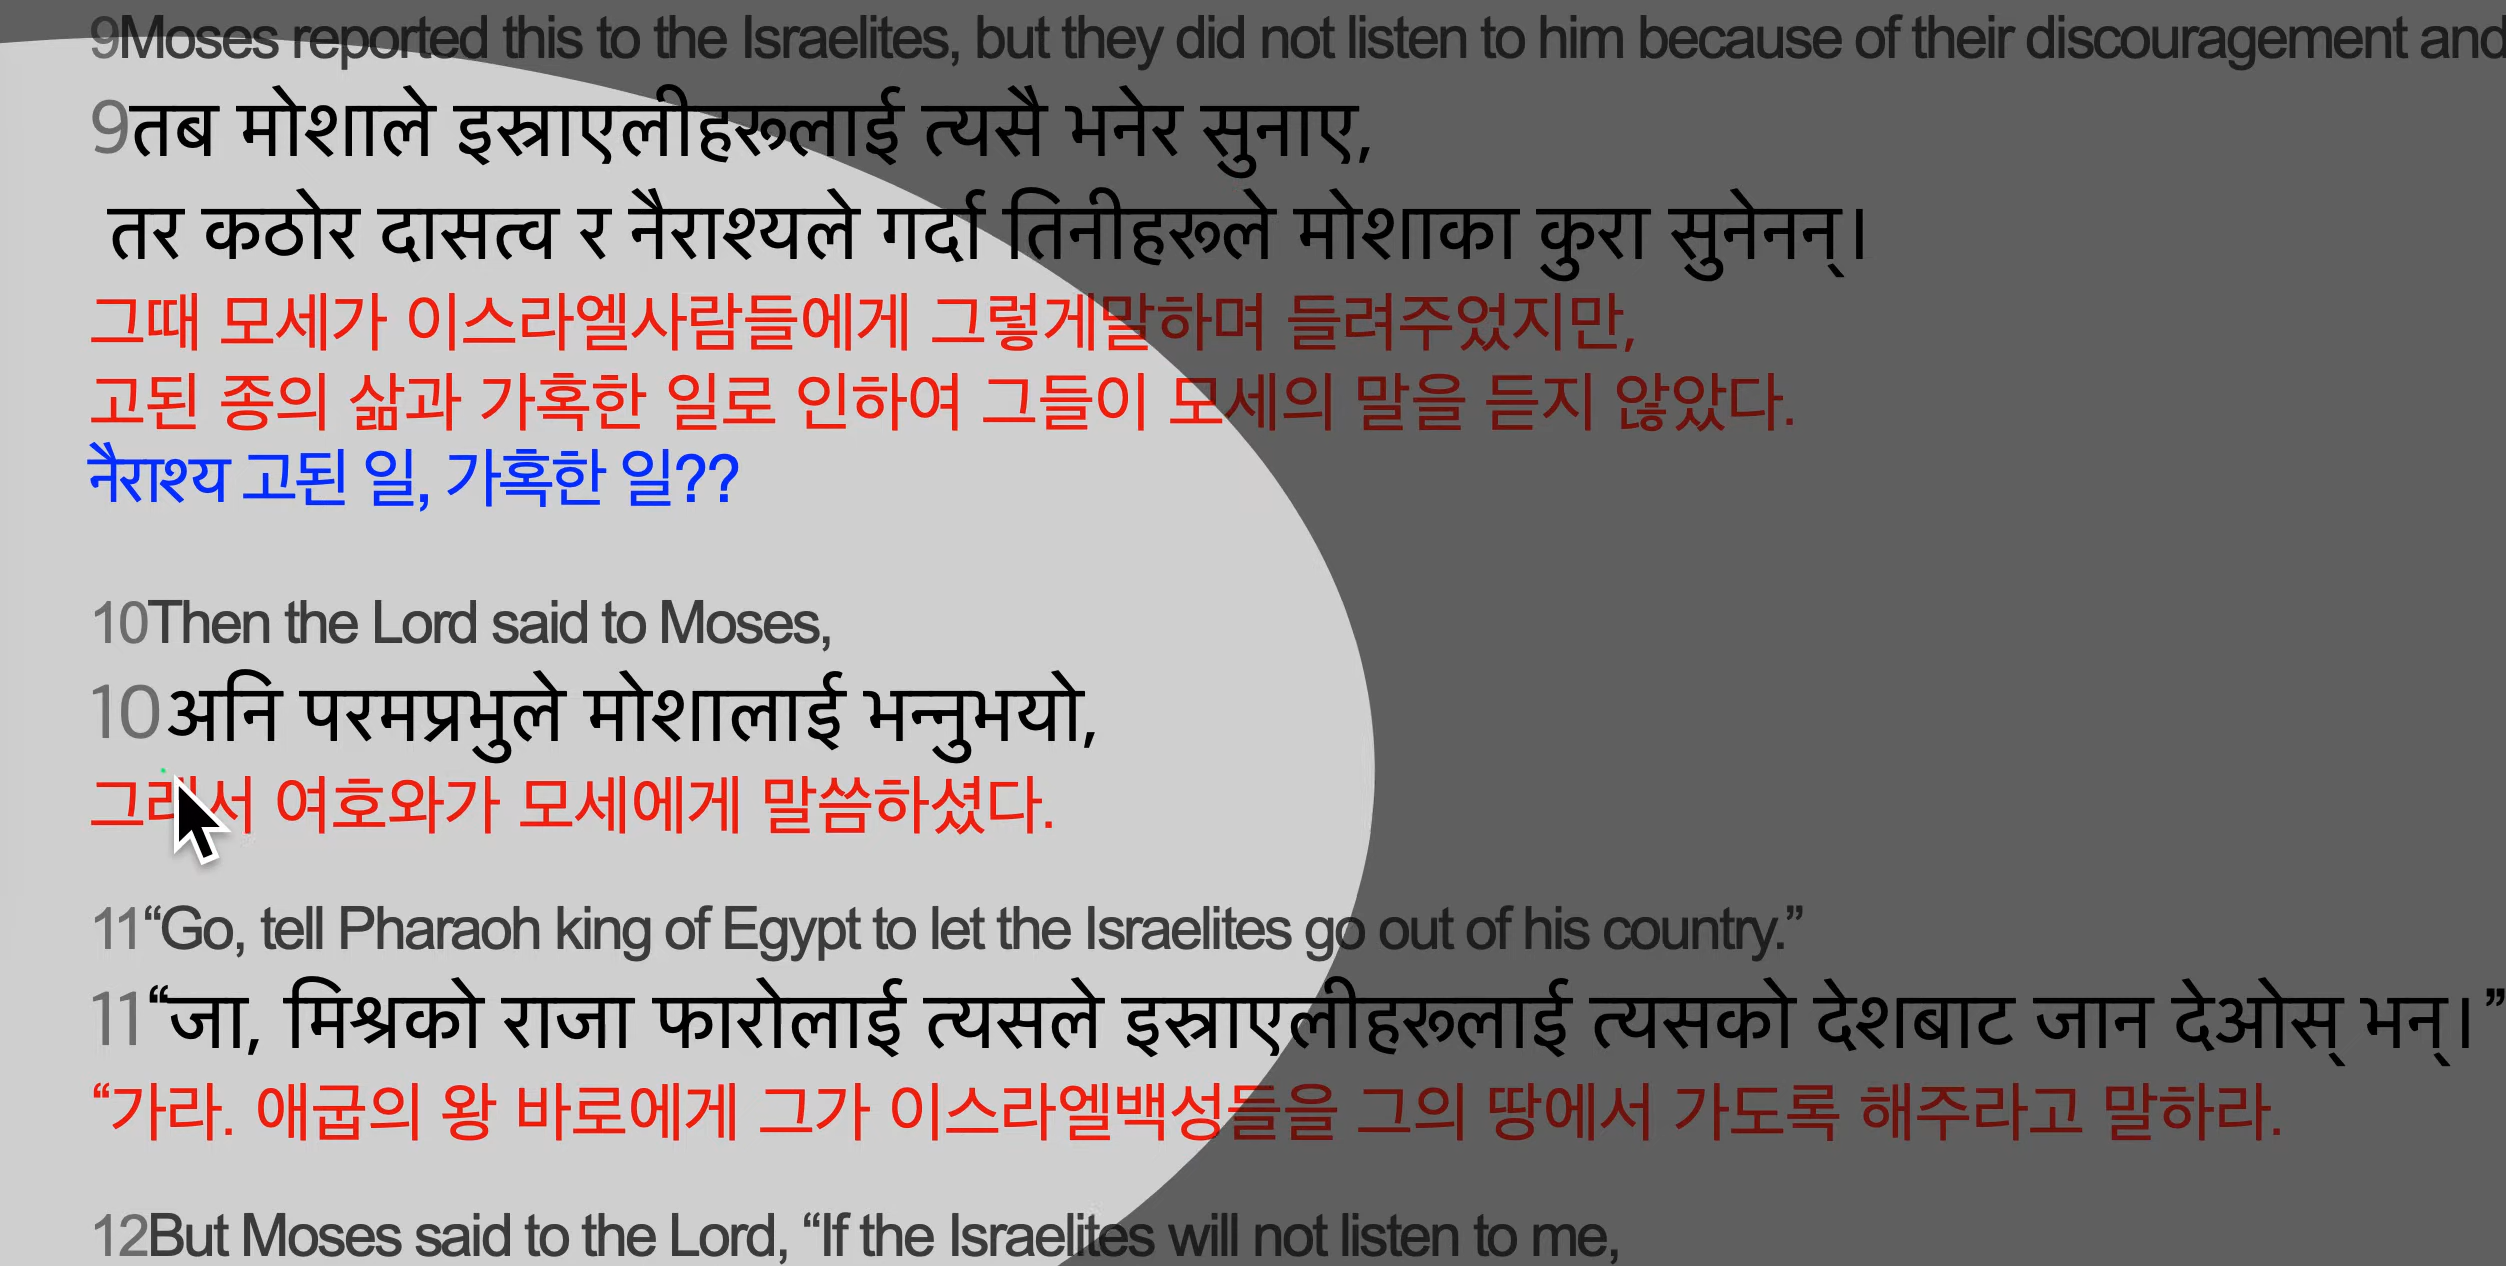 9Moses reported this to the Israelites, but they did not listen to him because of their discouragement and
9तब मोशाले इस्राएलीहरूलाई त्यसै भनेर सुनाए,
तर कठोर दासत्व र नैराश्यले गर्दा तिनीहरूले मोशाका कुरा सुनेनन्।
그때 모세가 이스라엘사람들에게 그렇게말하며 들려주었지만,
고된 종의 삶과 가혹한 일로 인하여 그들이 모세의 말을 듣지 않았다.
नैराश्य 고된 일, 가혹한 일??
10Then the Lord said to Moses,
10अनि परमप्रभुले मोशालाई भन्नुभयो,
그래서 여호와가 모세에게 말씀하셨다.
11“Go, tell Pharaoh king of Egypt to let the Israelites go out of his country.”
11“जा, मिश्रको राजा फारोलाई त्यसले इस्राएलीहरूलाई त्यसको देशबाट जान देओस् भन्। ”
“가라. 애굽의 왕 바로에게 그가 이스라엘백성들을 그의 땅에서 가도록 해주라고 말하라.
12But Moses said to the Lord, “If the Israelites will not listen to me,